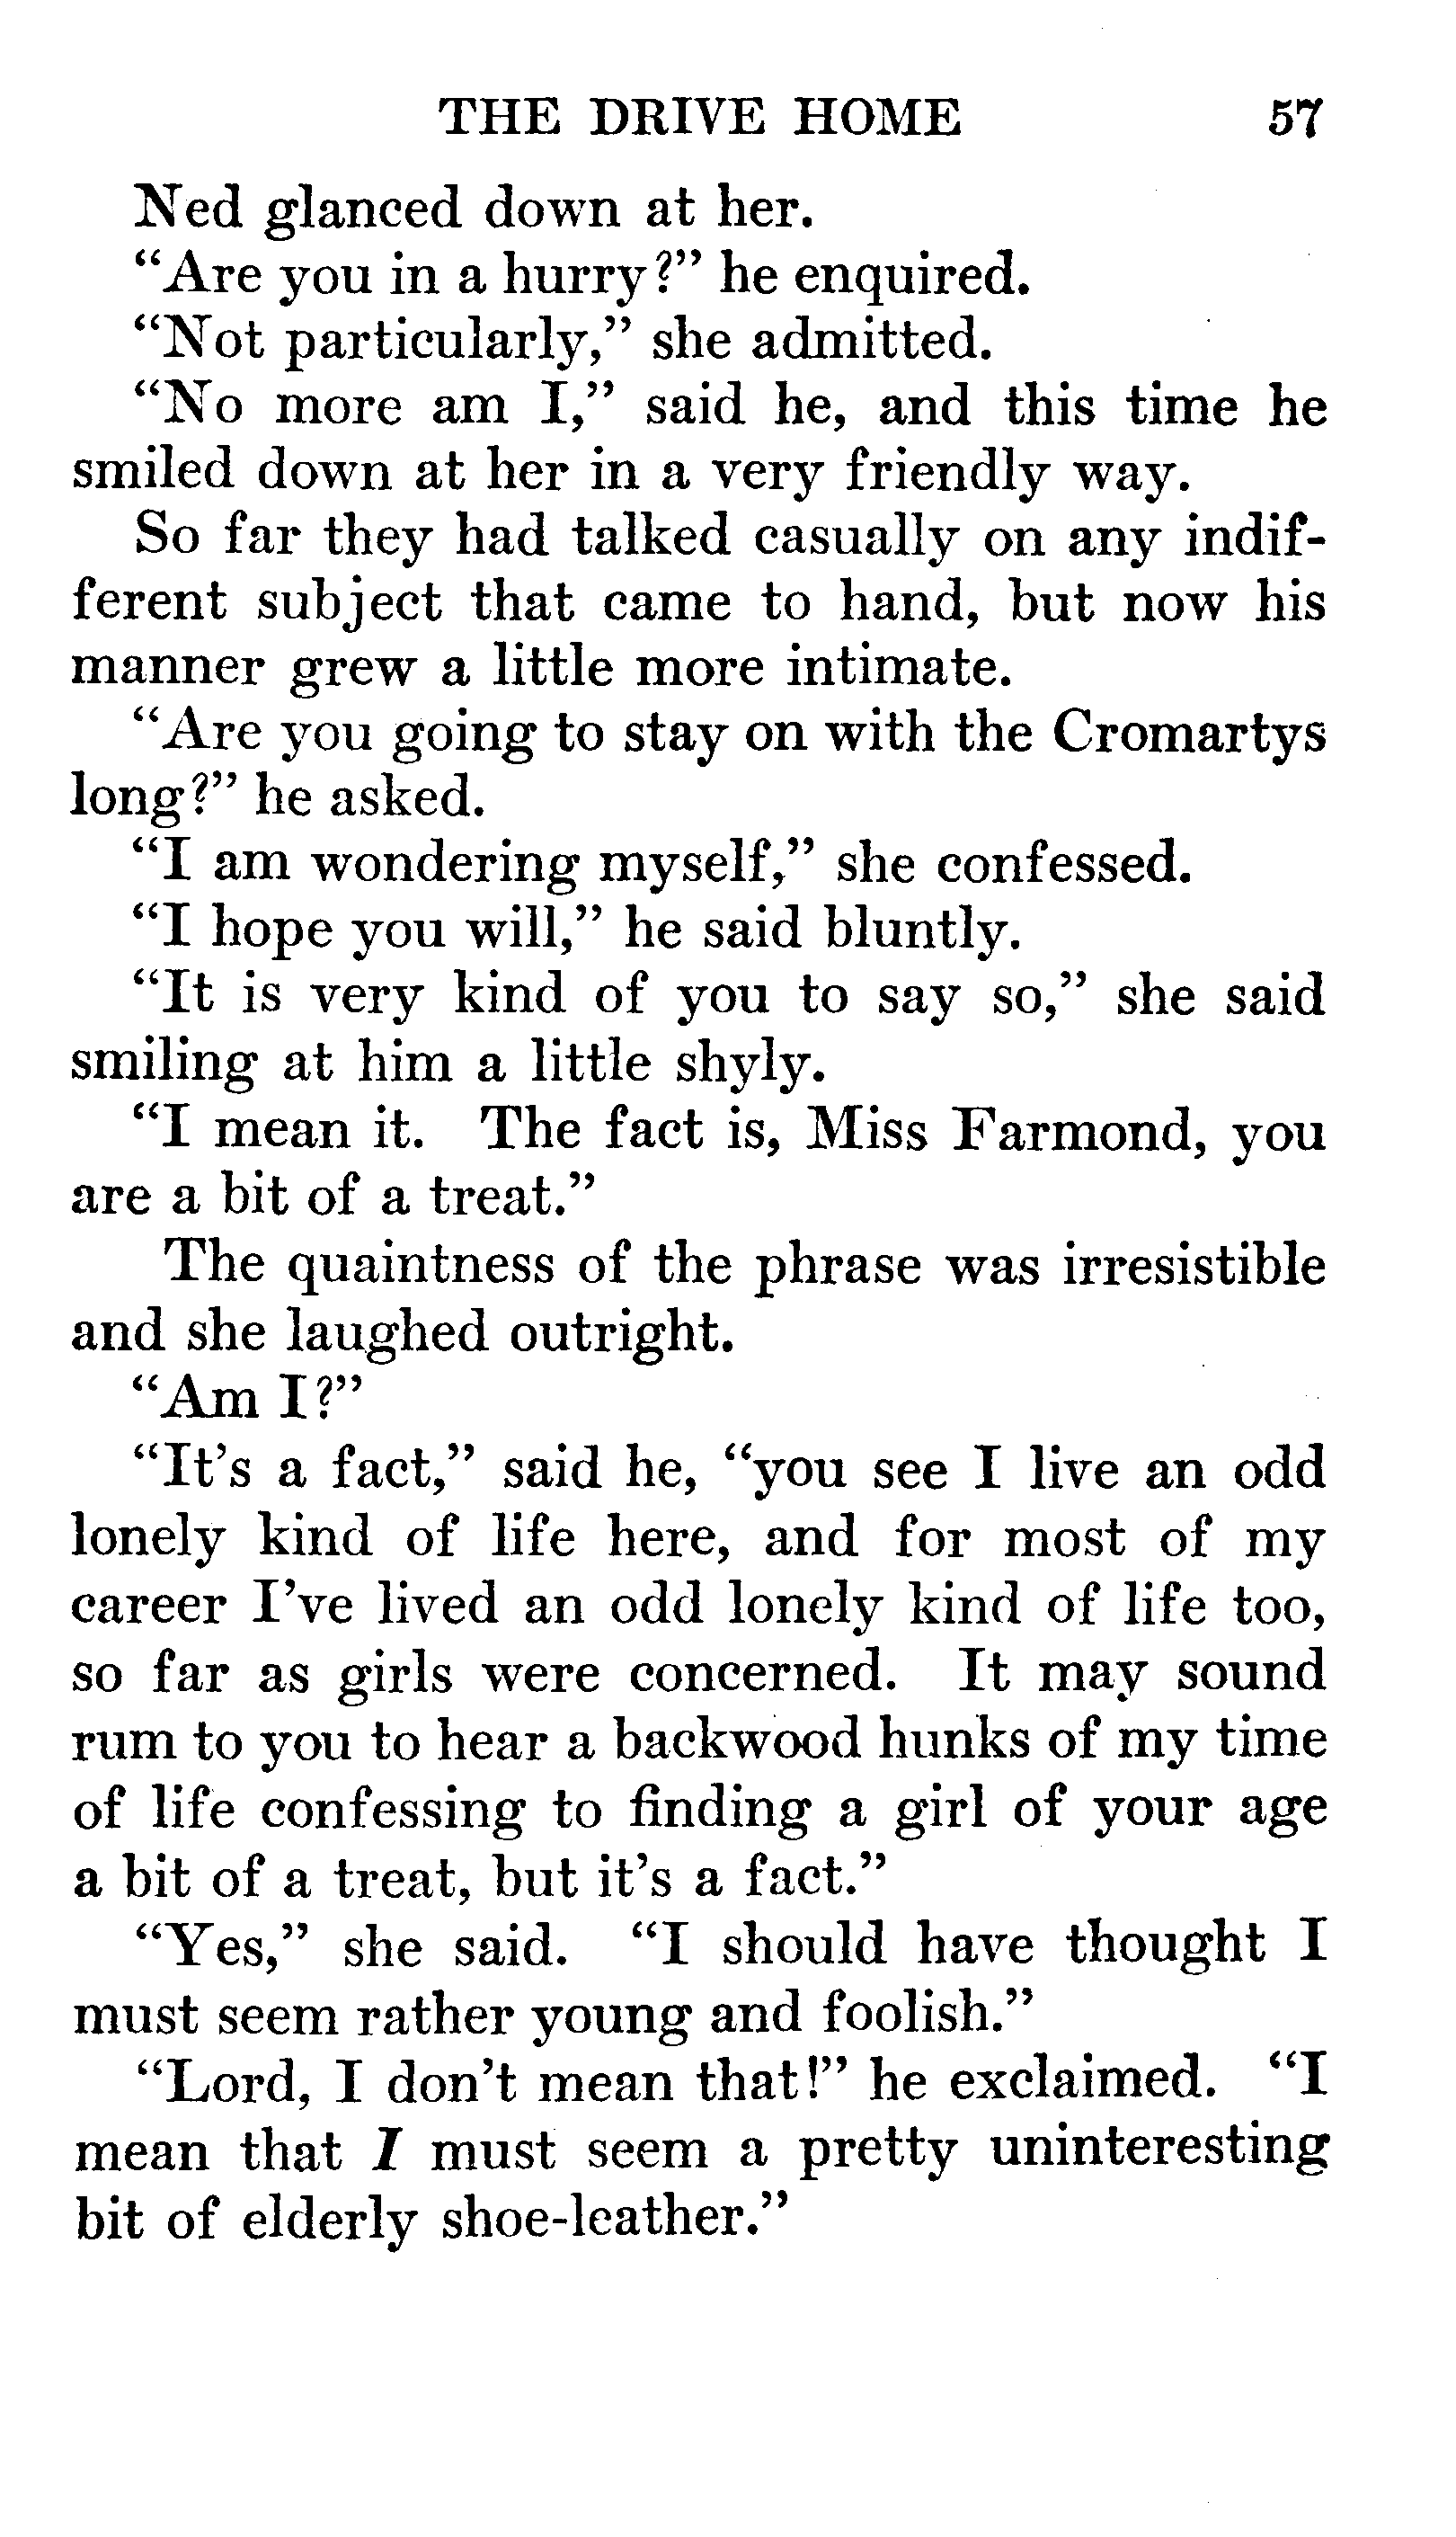 THE DRIVE HOME 57
Ned glanced down at her.
“Are you in a hurry?” he enquired.
“Not particularly,” she admitted.
“No more am I,” said he, and this time he
smiled down at her in a very friendly way.
So far they had talked casually on any indif-
ferent subject that came to hand, but now his
manner grew a little more intimate.
“Are you going to stay on with the Cromartys
long?” he asked.
“I am wondering myself,” she confessed.
“I hope you will,” he said bluntly.
“It is very kind of you to say so,” she said
smiling at him a little shyly.
“I mean it. The fact is, Miss Farmond, you
are a bit of a treat.”
The quaintness of the phrase was irresistible
and she laughed outright.
“Am I?”
“It’s a fact,” said he, “you see I live an odd
lonely kind of life here, and for most of my
career I’ve lived an odd lonely kind of life too,
so far as girls were concerned. It may sound
rum to you to hear a backwood hunks of my time
of life confessing to finding a girl of your age
a bit of a treat, but it’s a fact.”
“Yes,” she said. “I should have thought I
must seem rather young and foolish.”
“Lord, I don’t mean that!” he exclaimed. “I
mean that I must seem a pretty uninteresting
bit of elderly shoe-leather.”